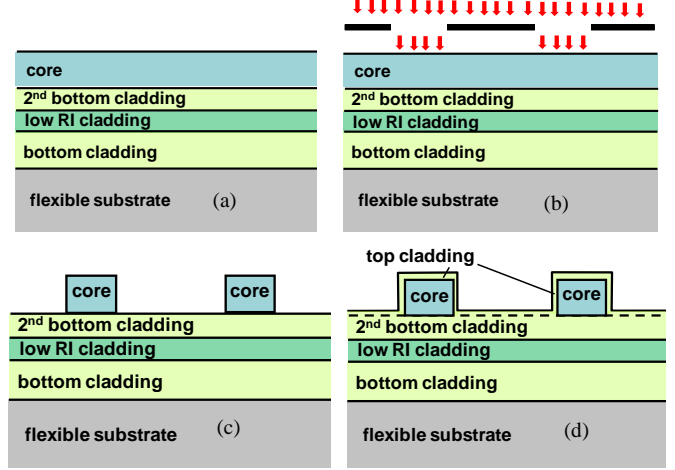 core
2nd bottom cladding
low RI cladding
bottom cladding
flexible substrate (a)
core
2nd bottom cladding
low RI cladding
bottom cladding
flexible substrate (b)
core core
2nd bottom cladding
low RI cladding
bottom cladding
flexible substrate (c)
top cladding
core core
2nd bottom cladding
low RI cladding
bottom cladding
flexible substrate (d)